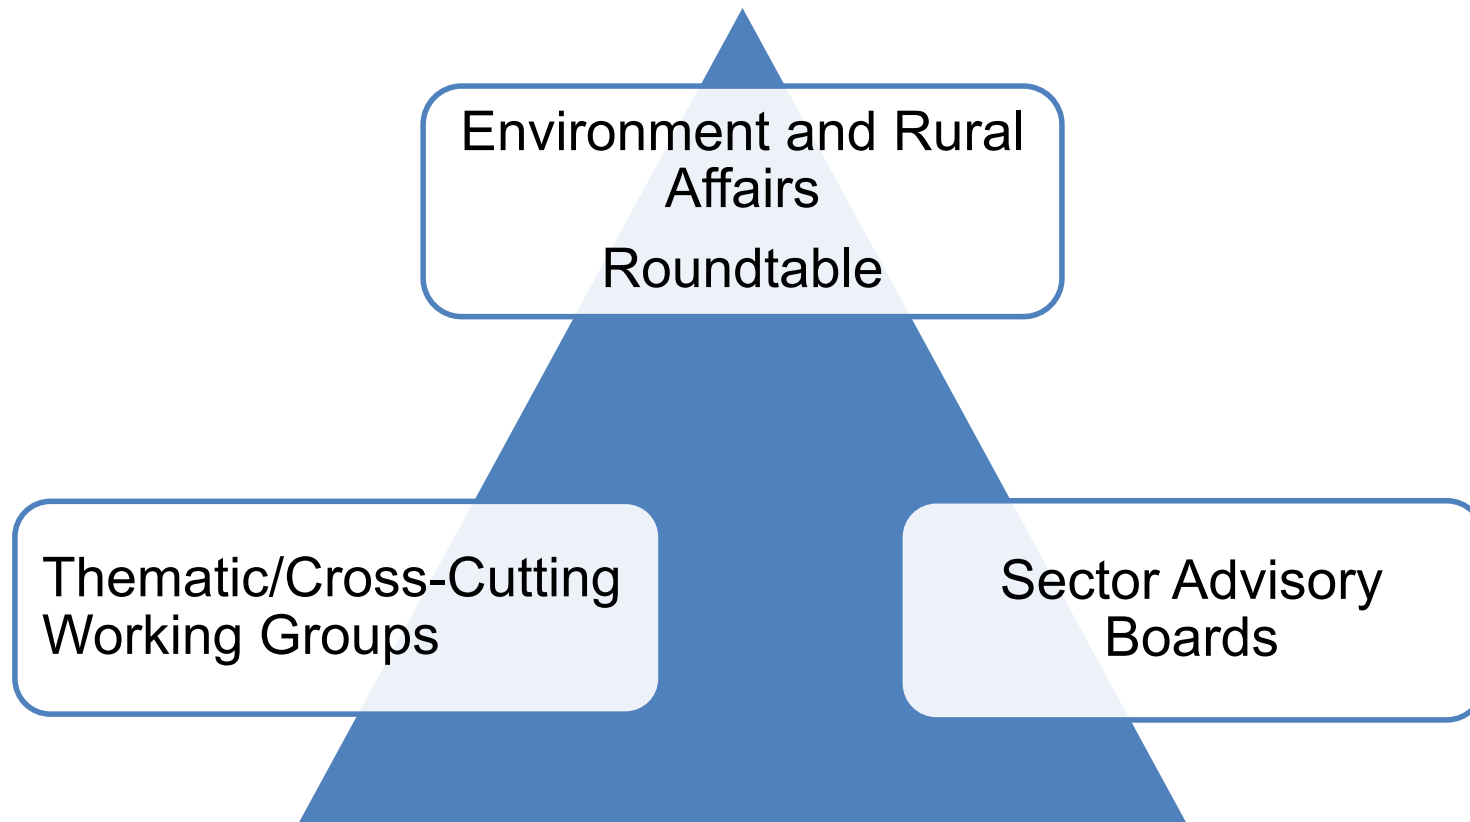 Environment and Rural
Affairs
Roundtable
Thematic/Cross-Cutting
Working Groups
Sector Advisory
Boards